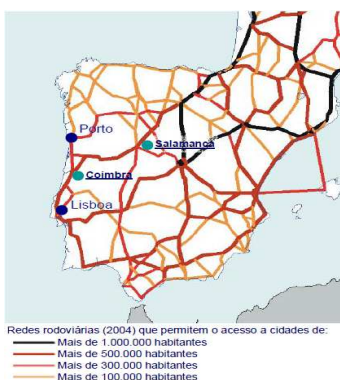 Porto
Salamanca
Coimbra
Lisboa
Redes rodoviárias (2004) que permitem o acesso a cidades de:
Mais de 1.000.000 habitantes
Mais de 500.000 habitantes
Mais de 300.000 habitantes
Mais de 100.000 habitantes